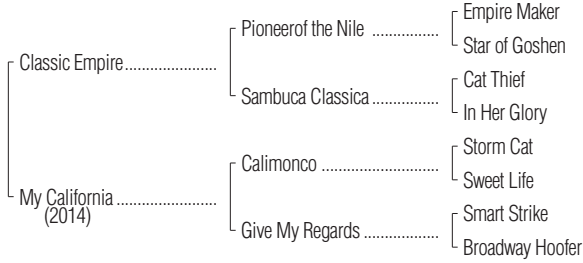 Empire Maker
Pioneerof the Nile ................
Star of Goshen
Classic Empire......................
Cat Thief
Sambuca Classica................
In Her Glory
Storm Cat
Calimonco ............................
Sweet Life
My California ........................
(2014)
Smart Strike
Give My Regards ..................
Broadway Hoofer